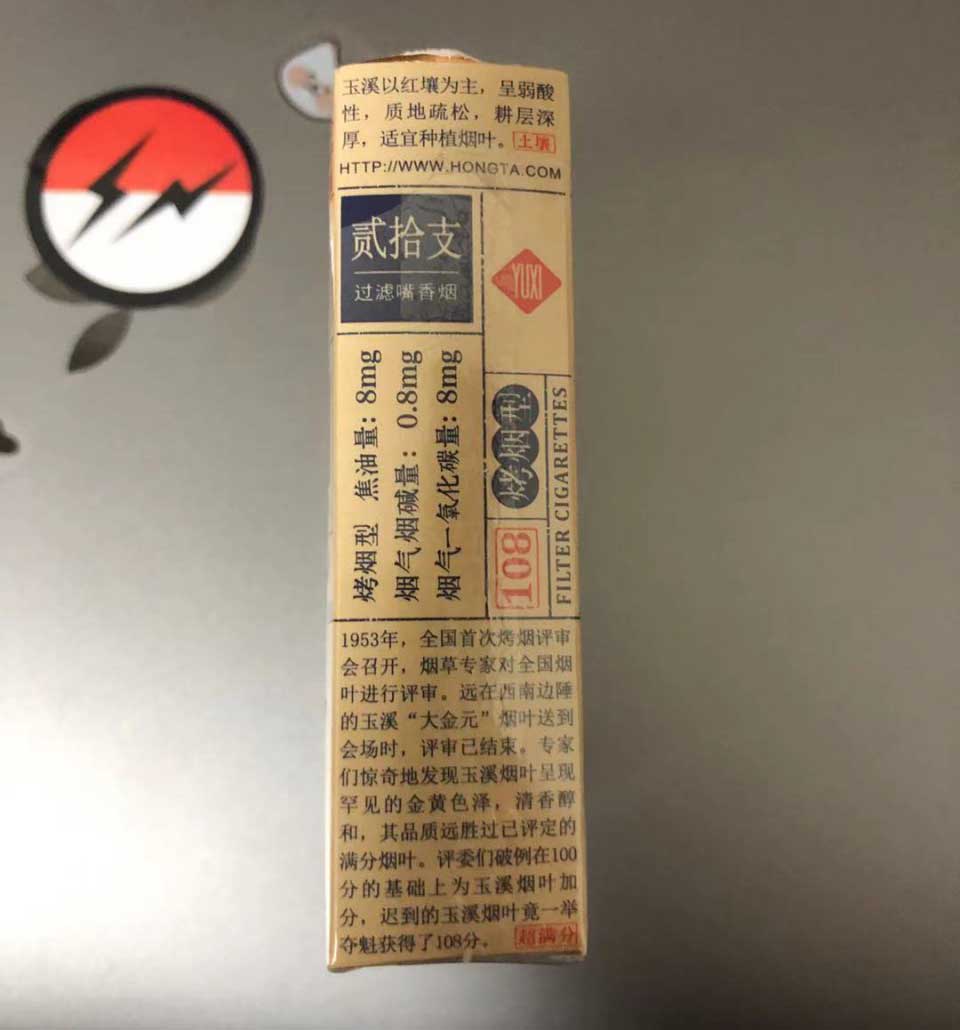 玉溪以红壤为主，呈弱酸
性，质地疏松，耕层深
厚，适宜种植烟叶。土壤
HTTP://WWW.HONGTA.COM
贰拾支
过滤嘴香烟
YUXI
烤烟型 焦油量：8mg
烟气烟碱量：0.8mg
烟气一氧化碳量：8mg
烤烟型
108
FILTER CIGARETTES
1953年，全国首次烤烟评审
会召开，烟草专家对全国烟
叶进行评审。远在西南边陲
的玉溪“大金元”烟叶送到
会场时，评审已结束。专家
们惊奇地发现玉溪烟叶呈现
罕见的金黄色泽，清香醇
和，其品质远胜过已评定的
满分烟叶。评委们破例在100
分的基础上为玉溪烟叶加
分，迟到的玉溪烟叶竟一举
夺魁获得了108分。超满分